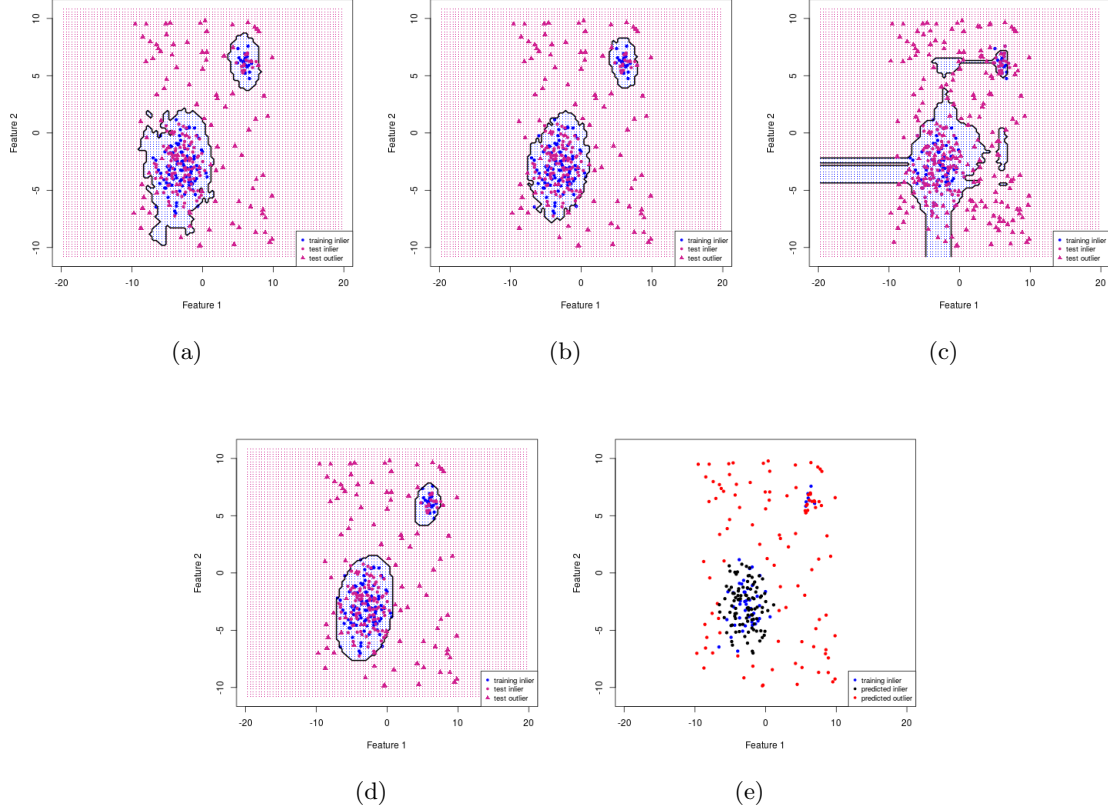 10
5
0
-5
-10
Feature 2
training inlier
test inlier
test outlier
-20
-10
0
10
20
Feature 1
(a)
10
5
0
-5
-10
Feature 2
training inlier
test inlier
test outlier
-20
-10
0
10
20
Feature 1
(b)
10
5
0
-5
-10
Feature 2
training inlier
test inlier
test outlier
-20
-10
0
10
20
Feature 1
(c)
10
5
0
-5
-10
Feature 2
training inlier
test inlier
test outlier
-20
-10
0
10
20
Feature 1
(d)
10
5
0
-5
-10
Feature 2
training inlier
predicted inlier
predicted outlier
-20
-10
0
10
20
Feature 1
(e)